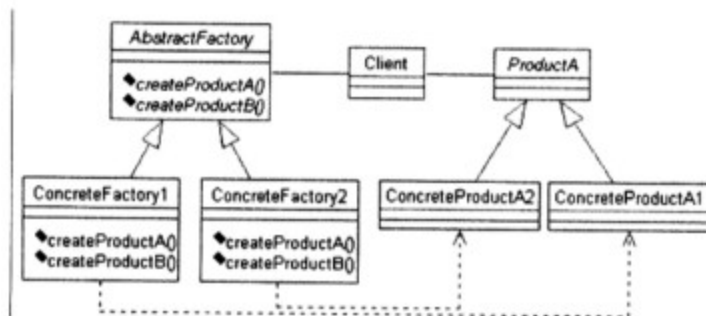 AbstractFactory
createProductA()
createProductB()
Client
ProductA
ConcreteFactory1
createProductA()
createProductB()
ConcreteFactory2
createProductA()
createProductB()
ConcreteProductA2
ConcreteProductA1